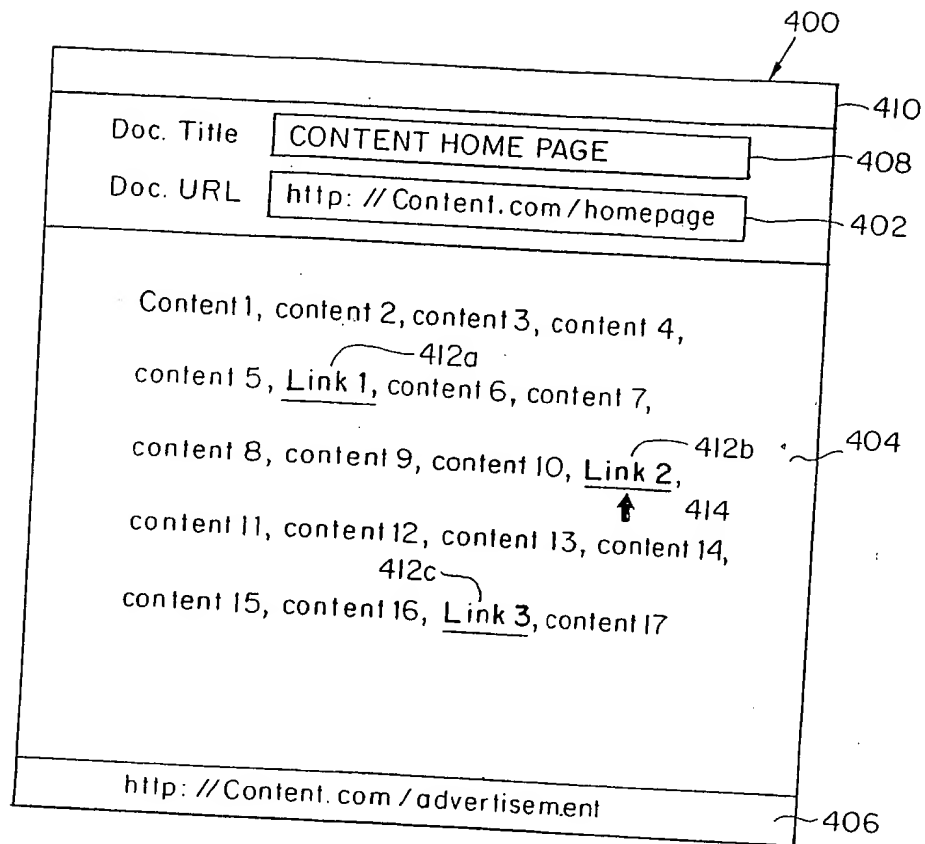 400
410
Doc. Title CONTENT HOME PAGE 408
Doc. URL http: //Content.com/homepage 402
Content 1, content 2, content 3, content 4,
412a
content 5, Link 1, content 6, content 7,
412b 404
content 8, content 9, content 10, Link 2,
414
content 11, content 12, content 13, content 14,
412c
content 15, content 16, Link 3, content 17
http: //Content.com/advertisement 406